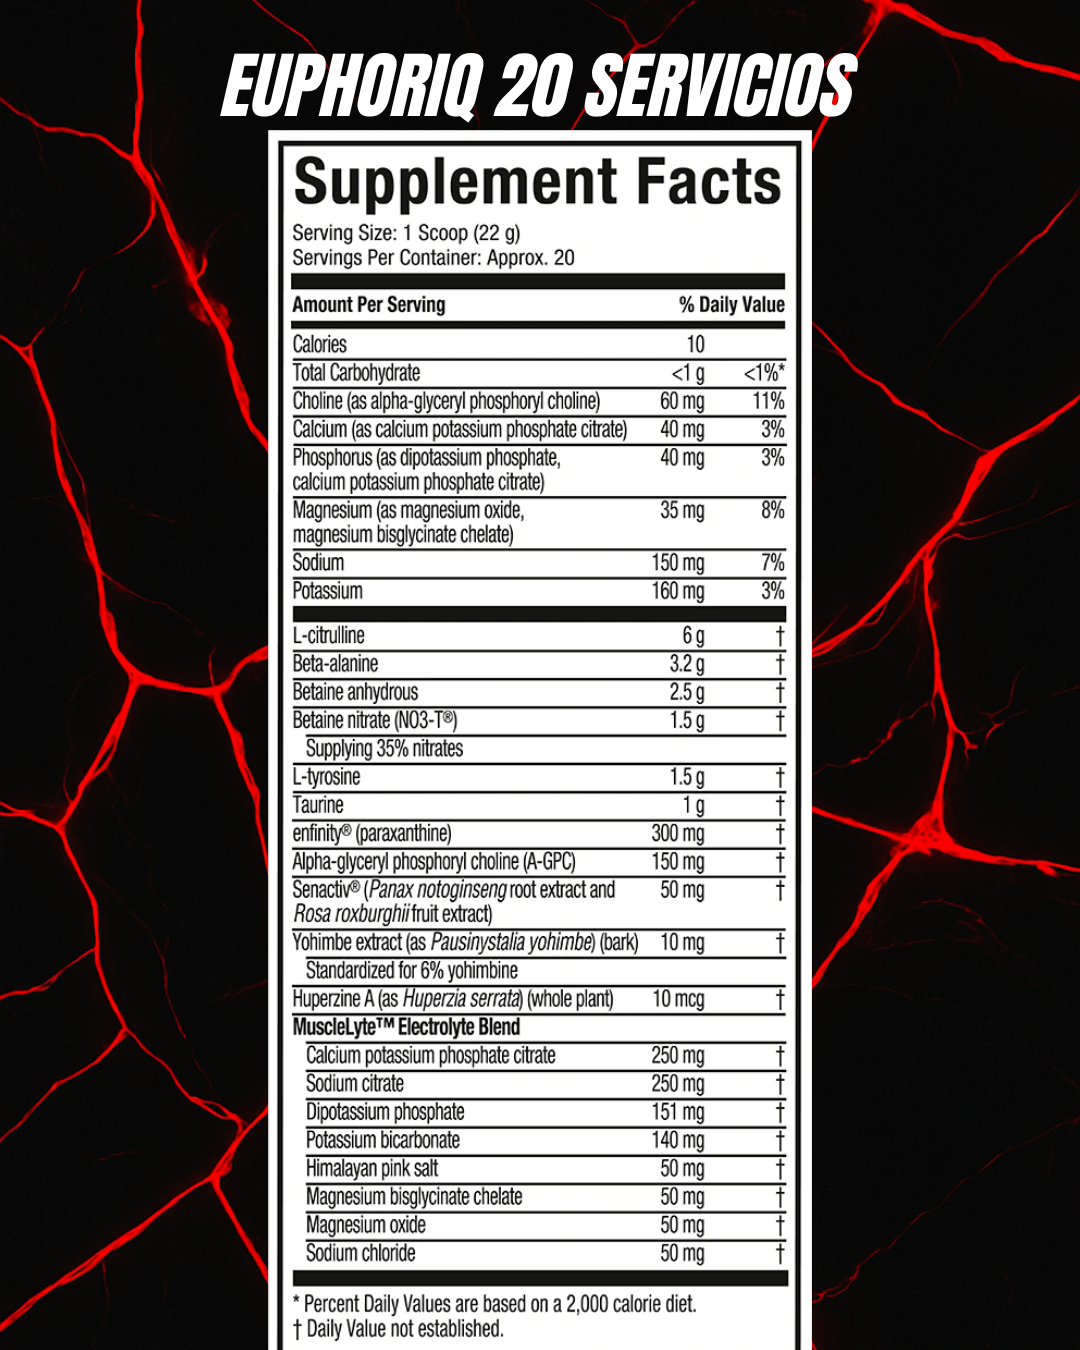 EUPHORIQ 20 SERVICIOS
Supplement Facts
Serving Size: 1 Scoop (22 g)
Servings Per Container: Approx. 20
Amount Per Serving % Daily Value
Calories 10
Total Carbohydrate <1 g <1%*
Choline (as alpha-glyceryl phosphoryl choline) 60 mg 11%
Calcium (as calcium potassium phosphate citrate) 40 mg 3%
Phosphorus (as dipotassium phosphate, 40 mg 3%
calcium potassium phosphate citrate)
Magnesium (as magnesium oxide, 35 mg 8%
magnesium bisglycinate chelate)
Sodium 150 mg 7%
Potassium 160 mg 3%
L-citrulline 6 g †
Beta-alanine 3.2 g †
Betaine anhydrous 2.5 g †
Betaine nitrate (NO3-T®) 1.5 g †
Supplying 35% nitrates
L-tyrosine 1.5 g †
Taurine 1 g †
enfinity® (paraxanthine) 300 mg †
Alpha-glyceryl phosphoryl choline (A-GPC) 150 mg †
Senactiv® (Panax notoginseng root extract and 50 mg †
Rosa roxburghii fruit extract)
Yohimbe extract (as Pausinystalia yohimbe) (bark) 10 mg †
Standardized for 6% yohimbine
Huperzine A (as Huperzia serrata) (whole plant) 10 mcg †
MuscleLyte™ Electrolyte Blend
Calcium potassium phosphate citrate 250 mg †
Sodium citrate 250 mg †
Dipotassium phosphate 151 mg †
Potassium bicarbonate 140 mg †
Himalayan pink salt 50 mg †
Magnesium bisglycinate chelate 50 mg †
Magnesium oxide 50 mg †
Sodium chloride 50 mg †
* Percent Daily Values are based on a 2,000 calorie diet.
† Daily Value not established.